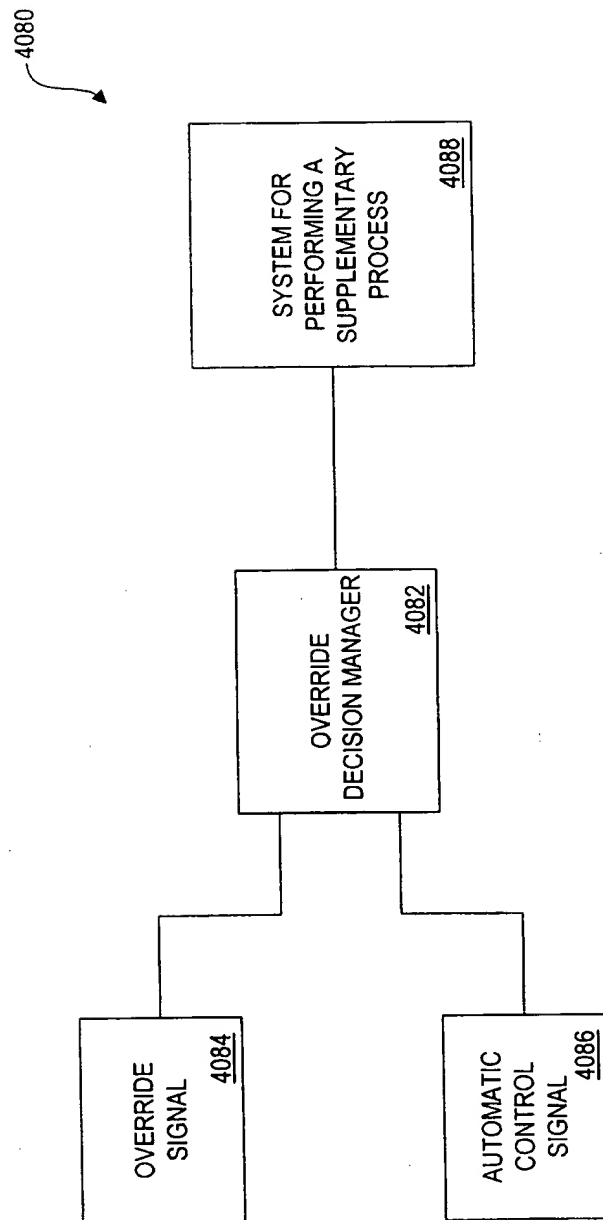 4080
OVERRIDE
SIGNAL
4084
AUTOMATIC
CONTROL
SIGNAL
4086
OVERRIDE
DECISION MANAGER
4082
SYSTEM FOR
PERFORMING A
SUPPLEMENTARY
PROCESS
4088